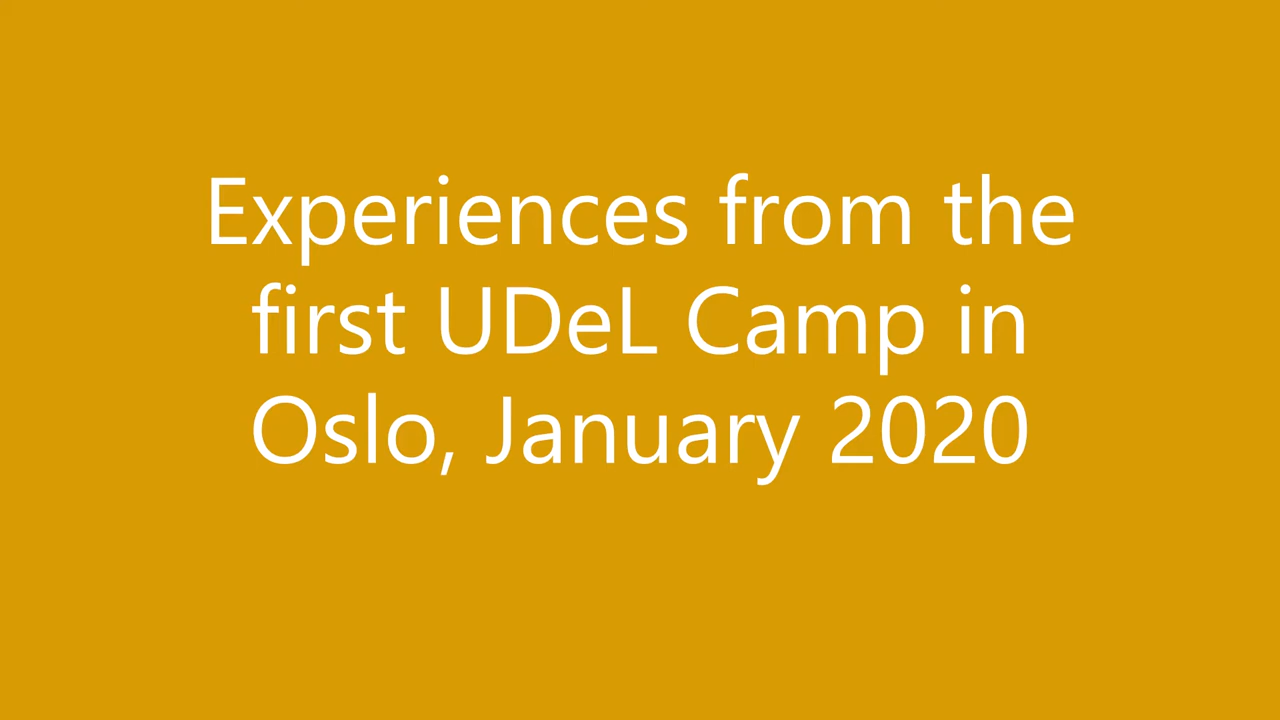 Experiences from the
first UDeL Camp in
Oslo, January 2020